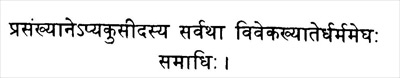 प्रसंख्यानेऽप्यकुसीदस्य सर्वथा विवेकख्यातेर्धर्ममेघः
समाधिः ।